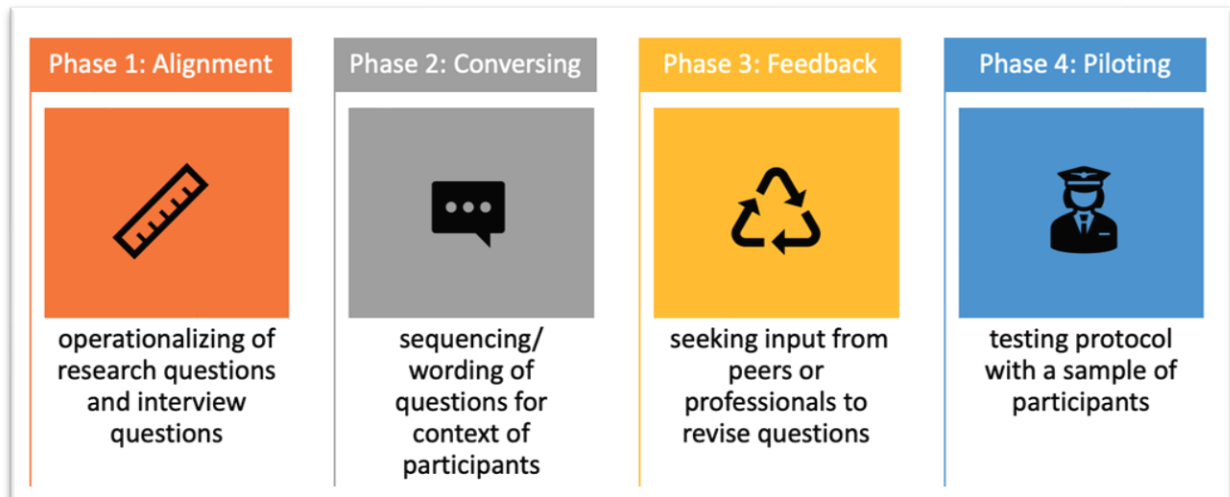 Phase 1: Alignment
operationalizing of
research questions
and interview
questions
Phase 2: Conversing
sequencing/
wording of
questions for
context of
participants
Phase 3: Feedback
seeking input from
peers or
professionals to
revise questions
Phase 4: Piloting
testing protocol
with a sample of
participants